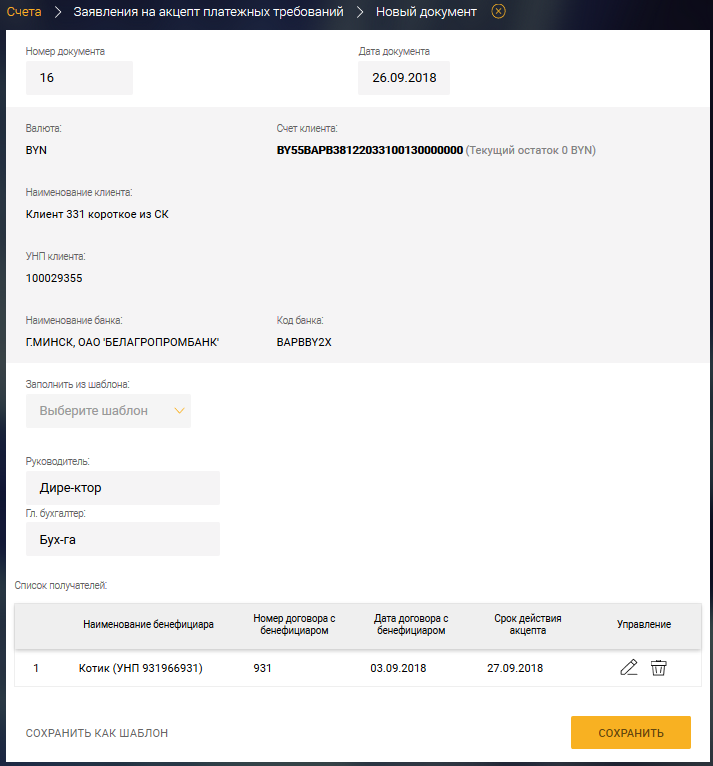 Счета > Заявления на акцепт платежных требований > Новый документ
Номер документа Дата документа
16 26.09.2018
Валюта: Счет клиента:
BYN BY55BAPB38122033100130000000 (Текущий остаток 0 BYN)
Наименование клиента:
Клиент 331 короткое из СК
УНП клиента:
100029355
Наименование банка: Код банка:
Г.МИНСК, ОАО 'БЕЛАГРОПРОМБАНК' BAPBBY2X
Заполнить из шаблона:
Выберите шаблон
Руководитель:
Дире-ктор
Гл. бухгалтер:
Бух-га
Список получателей:
Наименование бенефициара Номер договора с бенефициаром Дата договора с бенефициаром Срок действия акцепта Управление
1 Котик (УНП 931966931) 931 03.09.2018 27.09.2018
СОХРАНИТЬ КАК ШАБЛОН СОХРАНИТЬ